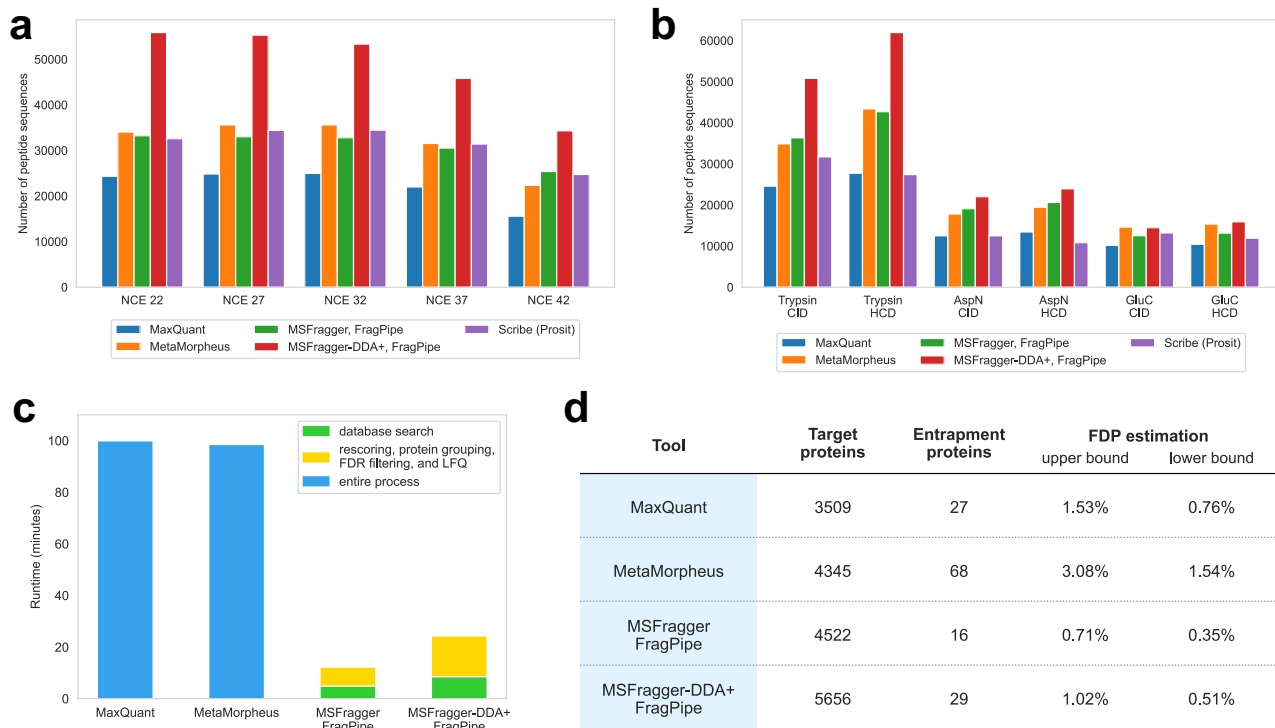 a
Number of peptide sequences
50000
40000
30000
20000
10000
0
NCE 22 NCE 27 NCE 32 NCE 37 NCE 42
MaxQuant MSFragger, FragPipe Scribe (Prosit)
MetaMorpheus MSFragger-DDA+, FragPipe
b
Number of peptide sequences
60000
50000
40000
30000
20000
10000
0
Trypsin Trypsin AspN AspN GluC GluC
CID HCD CID HCD CID HCD
MaxQuant MSFragger, FragPipe Scribe (Prosit)
MetaMorpheus MSFragger-DDA+, FragPipe
c
Runtime (minutes)
100
80
60
40
20
0
database search
rescoring, protein grouping,
FDR filtering, and LFQ
entire process
MaxQuant MetaMorpheus MSFragger MSFragger-DDA+
FragPipe FragPipe
d
Tool Target proteins Entrapment proteins FDP estimation
upper bound lower bound
MaxQuant 3509 27 1.53% 0.76%
MetaMorpheus 4345 68 3.08% 1.54%
MSFragger FragPipe 4522 16 0.71% 0.35%
MSFragger-DDA+ FragPipe 5656 29 1.02% 0.51%